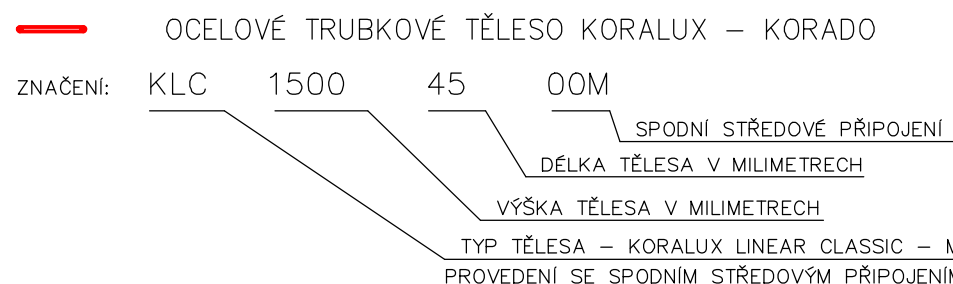 OCELOVÉ TRUBKOVÉ TĚLESO KORALUX – KORADO
ZNAČENÍ: KLC 1500 45 00M
SPODNÍ STŘEDOVÉ PŘIPOJENÍ
DÉLKA TĚLESA V MILIMETRECH
VÝŠKA TĚLESA V MILIMETRECH
TYP TĚLESA – KORALUX LINEAR CLASSIC – M
PROVEDENÍ SE SPODNÍM STŘEDOVÝM PŘIPOJENÍM